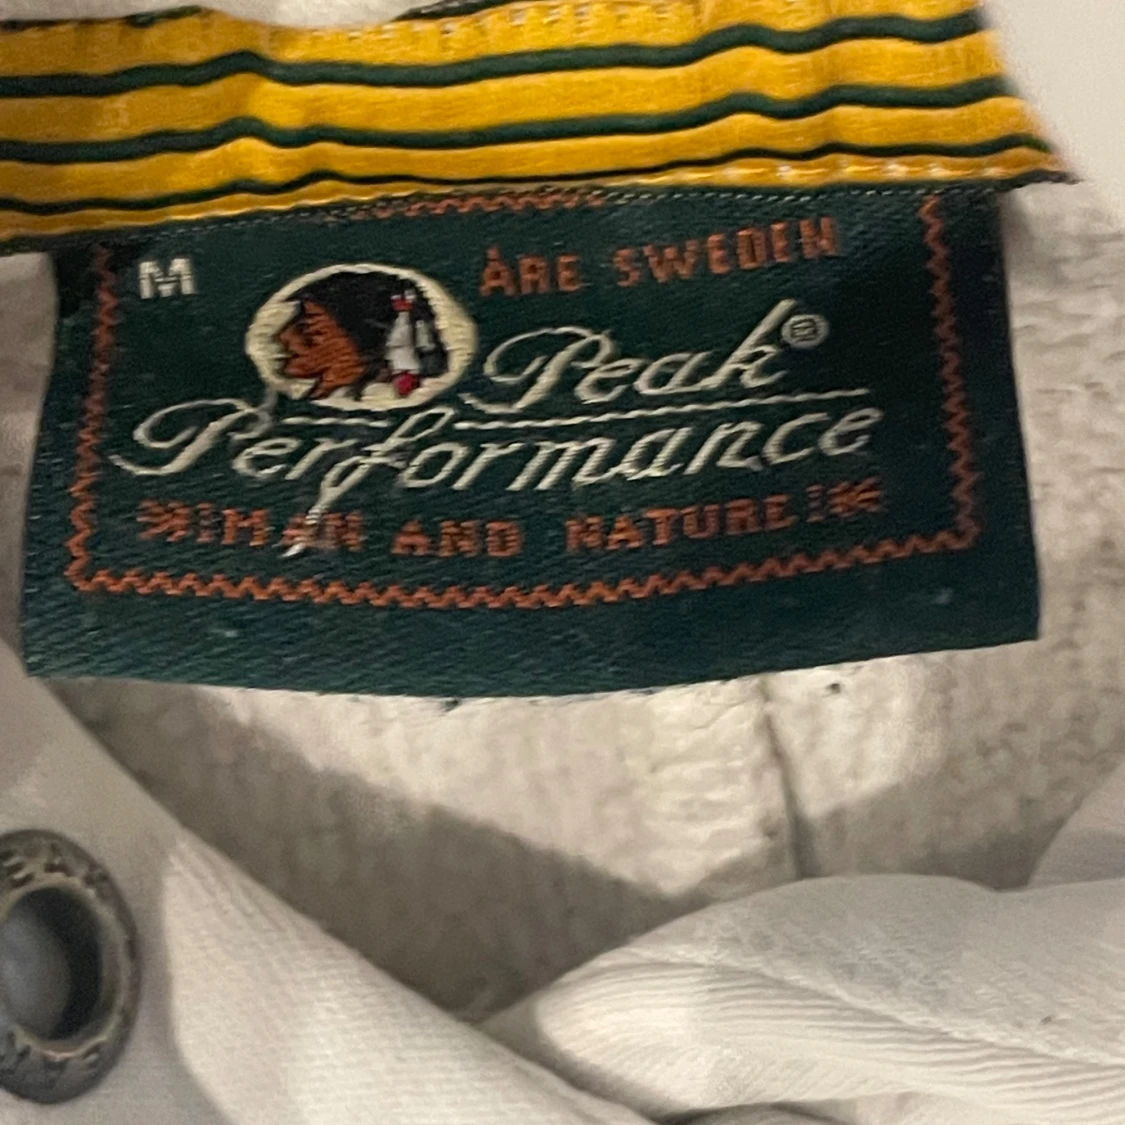 M
ÅRE SWEDEN
Peak®
Performance
MAN AND NATURE